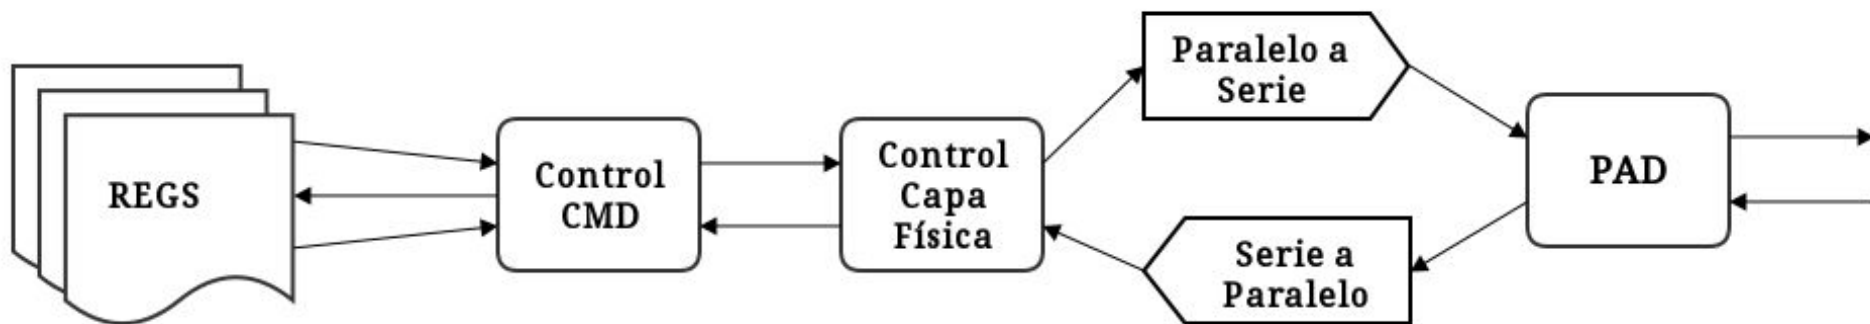 REGS
Control
CMD
Control
Capa
Física
Paralelo a
Serie
Serie a
Paralelo
PAD